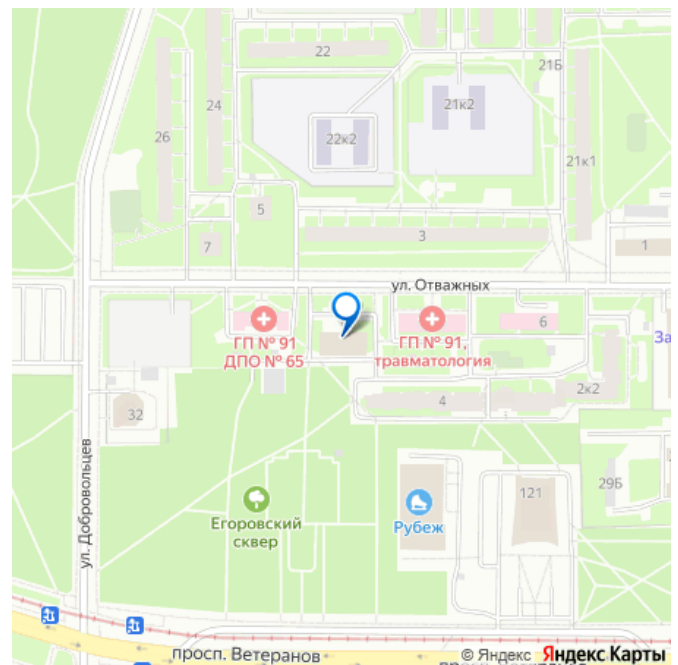 22
21Б
24
21к2
26
22к2
21к1
5
3
7
1
ул. Отважных
ГП № 91
ДПО № 65
ГП № 91,
травматология
6
За
2к2
4
32
ул. Добровольцев
29Б
121
Егоровский
сквер
Рубеж
просп. Ветеранов
© Яндекс Яндекс Карты